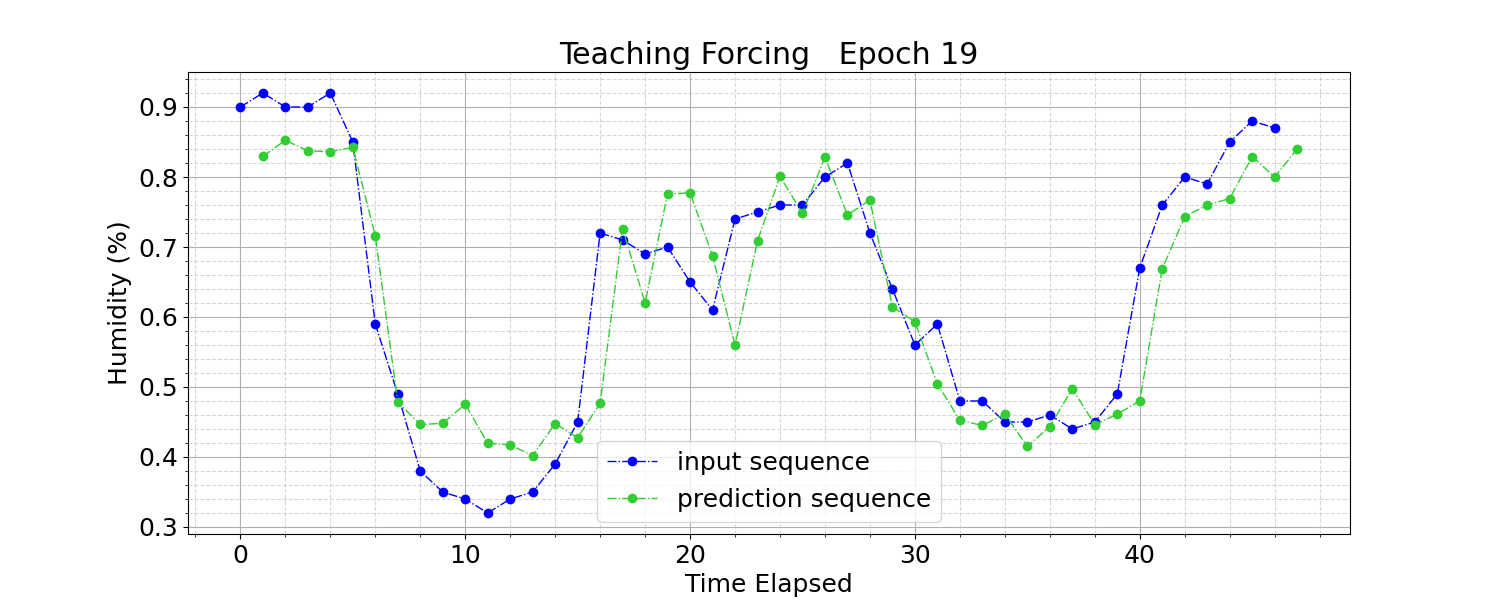 Teaching Forcing   Epoch 19
Humidity (%)
0.9
0.8
0.7
0.6
0.5
0.4
0.3
input sequence
prediction sequence
0 10 20 30 40
Time Elapsed